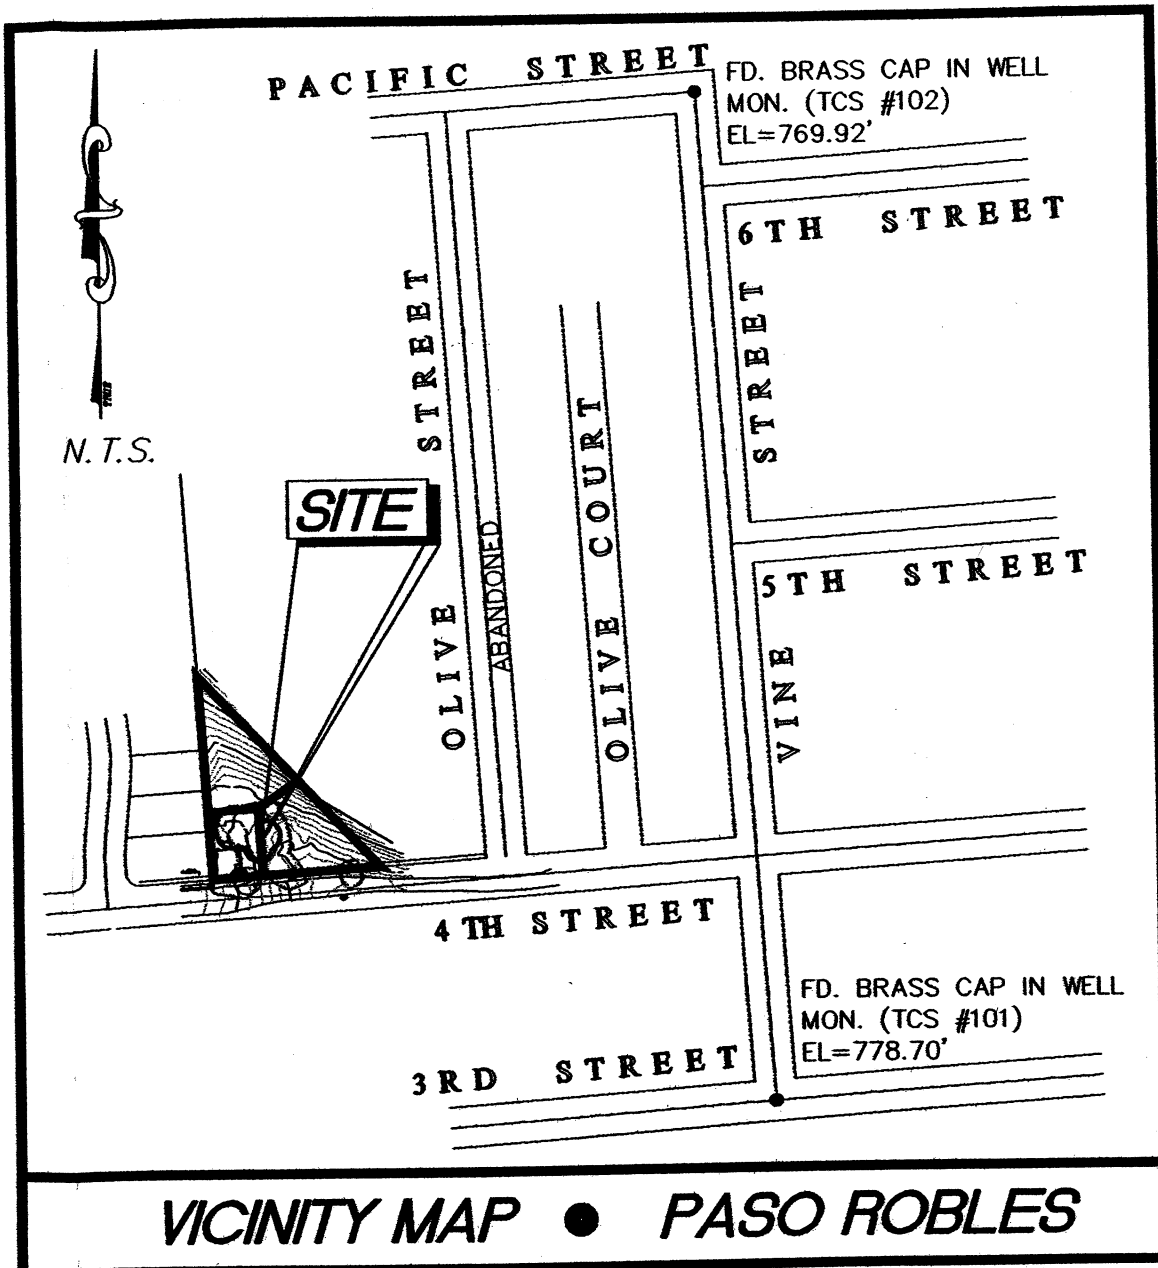 PACIFIC STREET
FD. BRASS CAP IN WELL
MON. (TCS #102)
EL=769.92'
6TH STREET
N.T.S.
SITE
OLIVE STREET
ABANDONED
OLIVE COURT
VINE STREET
5TH STREET
4TH STREET
FD. BRASS CAP IN WELL
MON. (TCS #101)
EL=778.70'
3RD STREET
VICINITY MAP ● PASO ROBLES